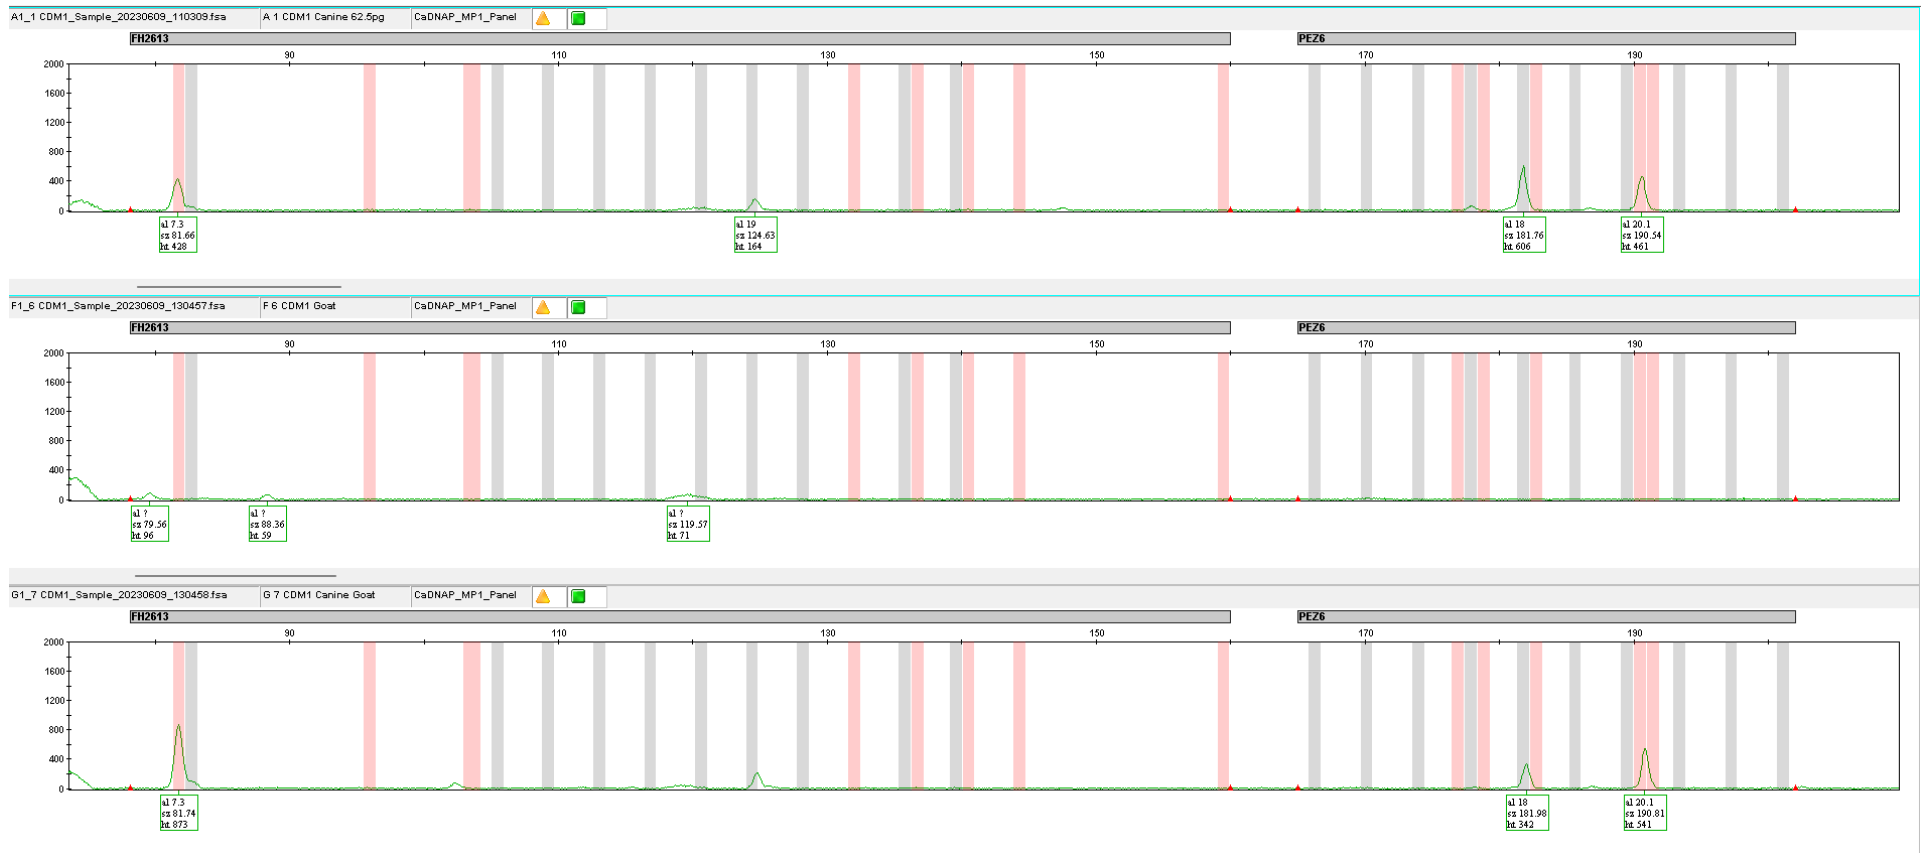 A1_1 CDM1_Sample_20230609_110309.fsa A 1 CDM1 Canine 62.5pg CaDNAP_MP1_Panel
FH2613 PEZ6
90 110 130 150 170 190
2000
1600
1200
800
400
0
al 7.3 al 19 al 18 al 20.1
sz 81.66 sz 124.63 sz 181.76 sz 190.54
ht 428 ht 164 ht 606 ht 461
F1_6 CDM1_Sample_20230609_130457.fsa F 6 CDM1 Goat CaDNAP_MP1_Panel
FH2613 PEZ6
90 110 130 150 170 190
2000
1600
1200
800
400
0
al ? al ? al ?
sz 79.56 sz 88.36 sz 119.57
ht 96 ht 59 ht 71
G1_7 CDM1_Sample_20230609_130458.fsa G 7 CDM1 Canine Goat CaDNAP_MP1_Panel
FH2613 PEZ6
90 110 130 150 170 190
2000
1600
1200
800
400
0
al 7.3 al 18 al 20.1
sz 81.74 sz 181.98 sz 190.81
ht 873 ht 342 ht 541